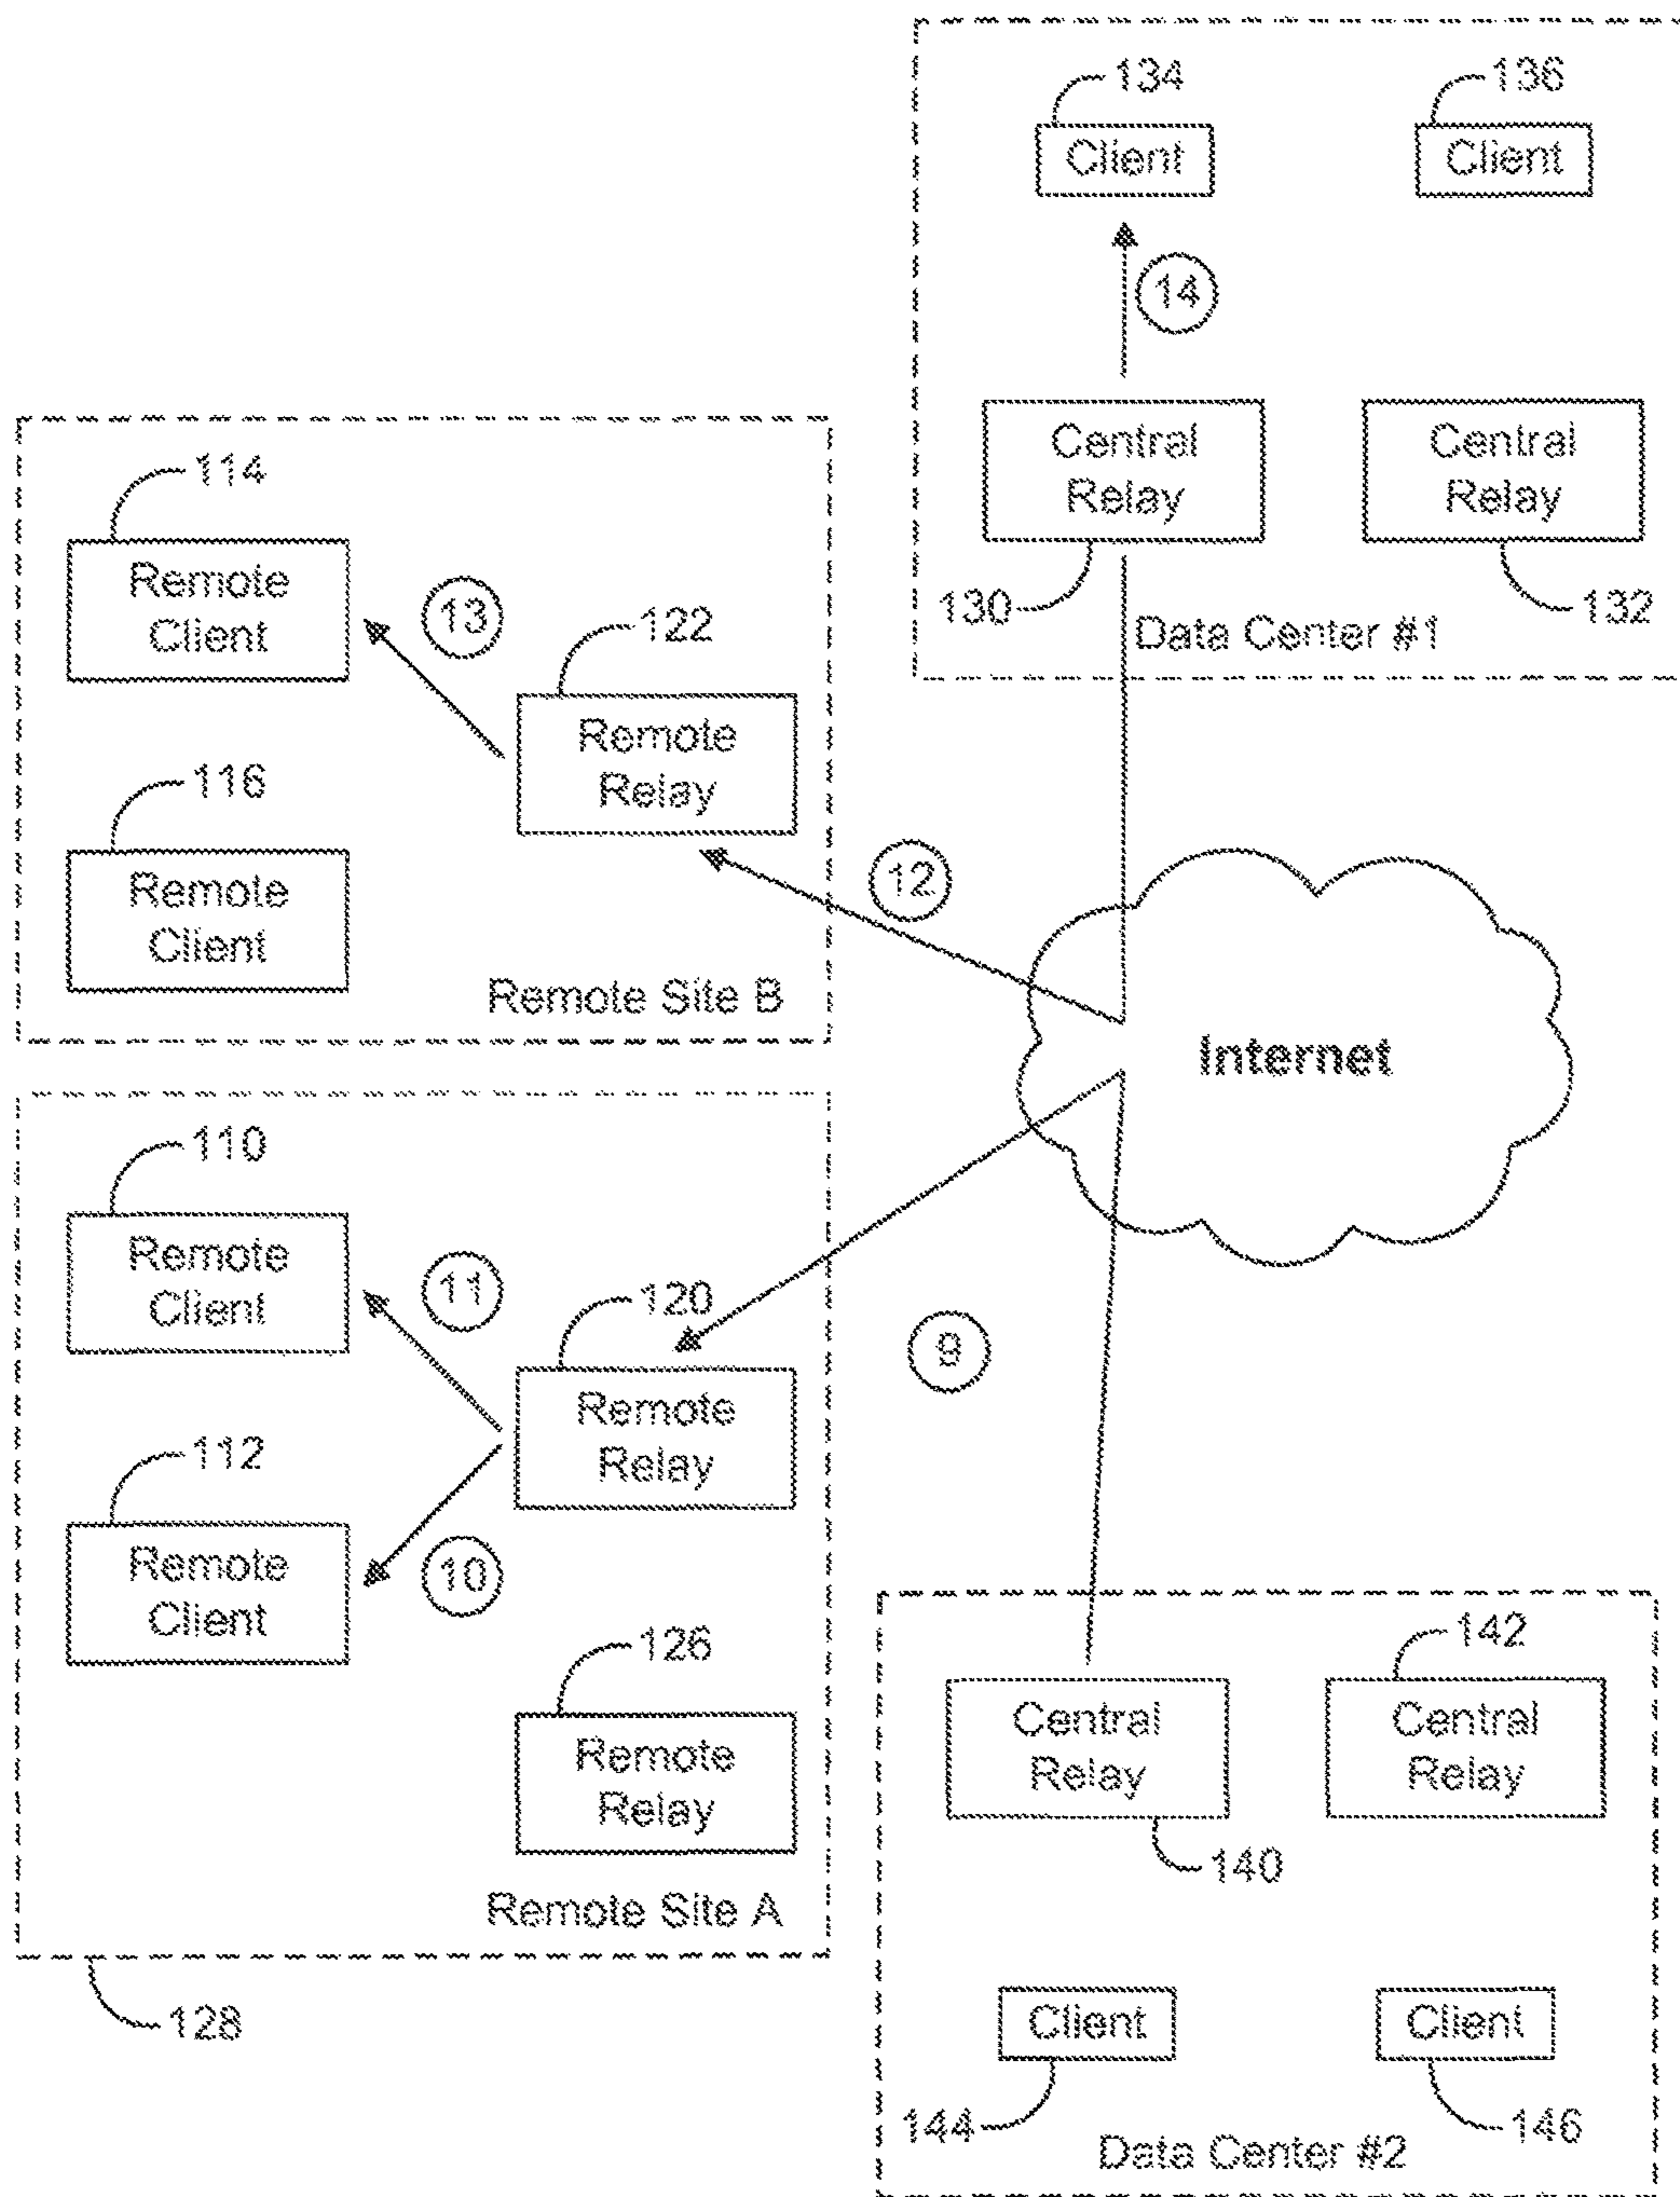 134
136
Client
Client
14
Central
Relay
Central
Relay
130
132
Data Center #1
114
Remote
Client
13
122
Remote
Relay
116
Remote
Client
12
Remote Site B
Internet
110
Remote
Client
11
120
Remote
Relay
9
112
Remote
Client
10
126
Remote
Relay
Remote Site A
128
142
Central
Relay
Central
Relay
140
Client
Client
144
146
Data Center #2